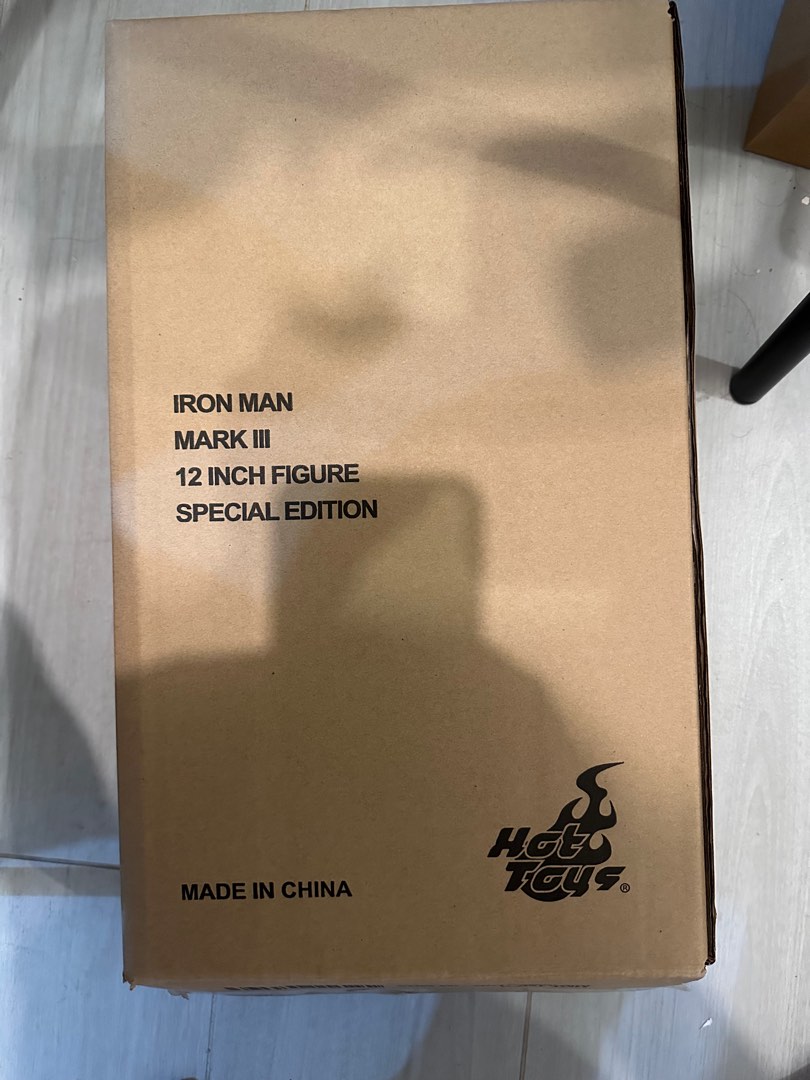 IRON MAN
MARK III
12 INCH FIGURE
SPECIAL EDITION
Hot
Toys®
MADE IN CHINA